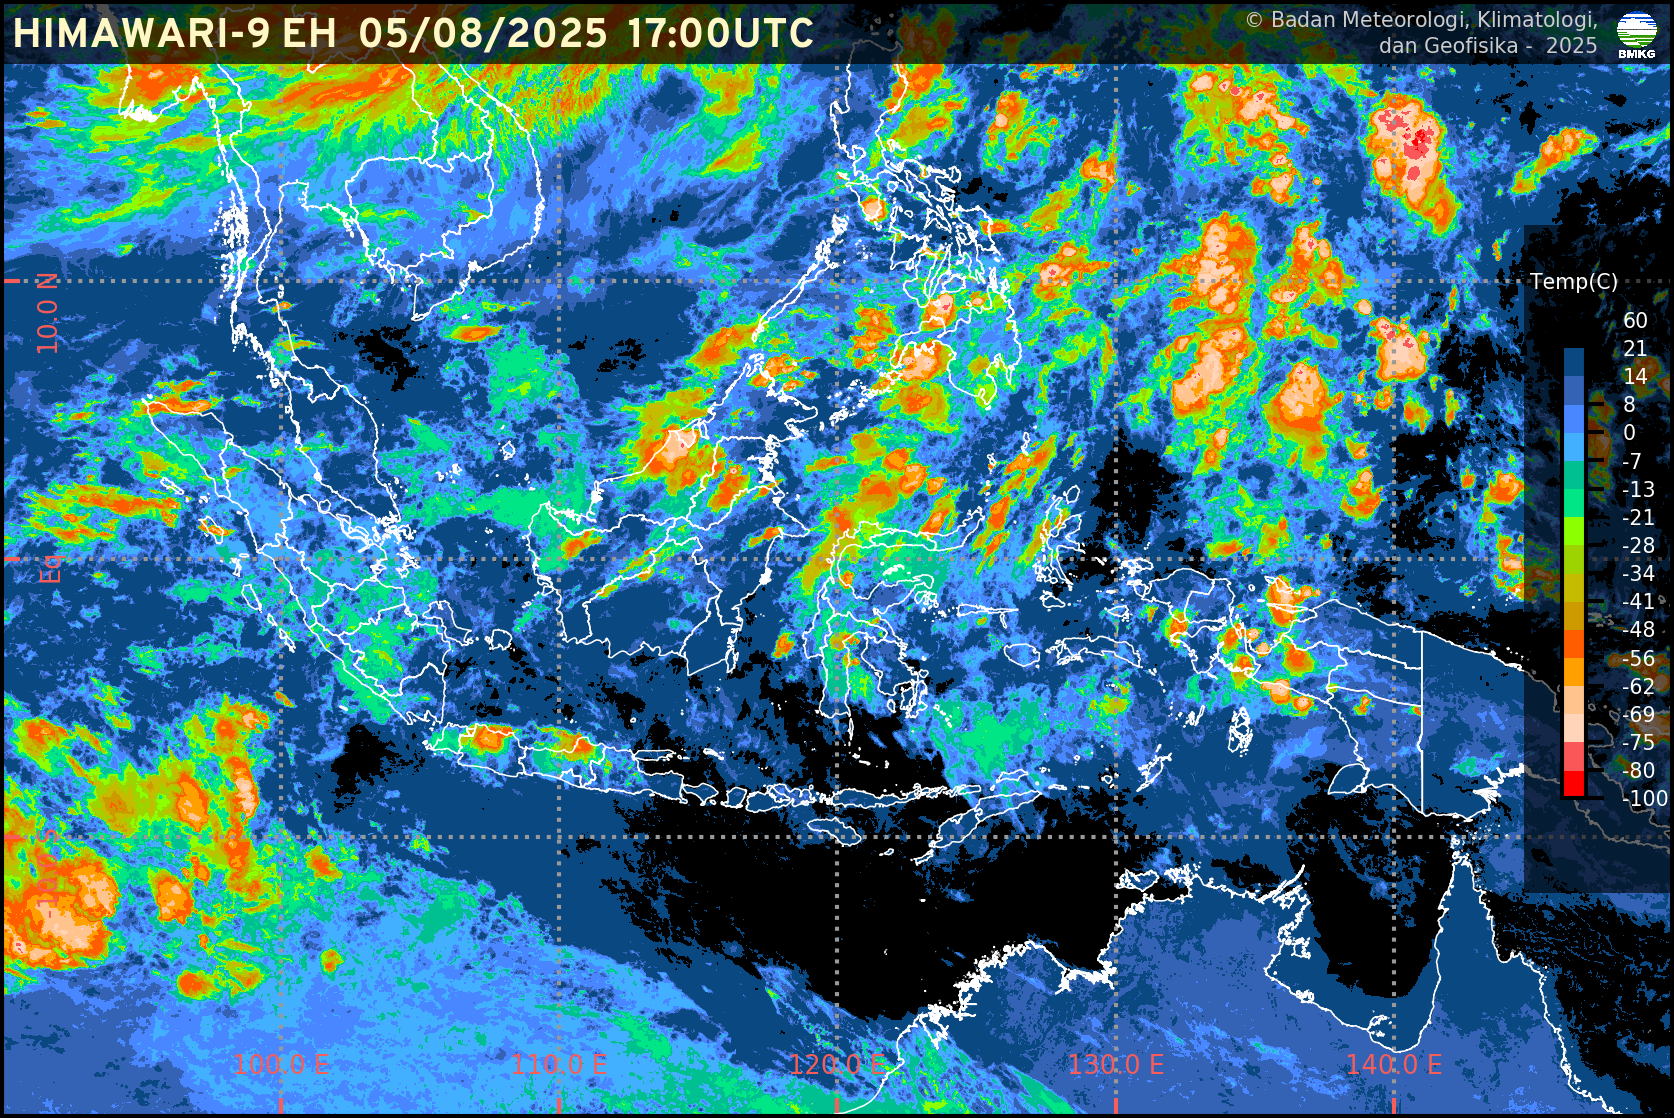 HIMAWARI-9 EH 05/08/2025 17:00UTC
© Badan Meteorologi, Klimatologi,
dan Geofisika - 2025
BMKG
10.0 N
Eq
Temp(C)
60
21
14
8
0
-7
-13
-21
-28
-34
-41
-48
-56
-62
-69
-75
-80
-100
100.0 E
110.0 E
120.0 E
130.0 E
140.0 E